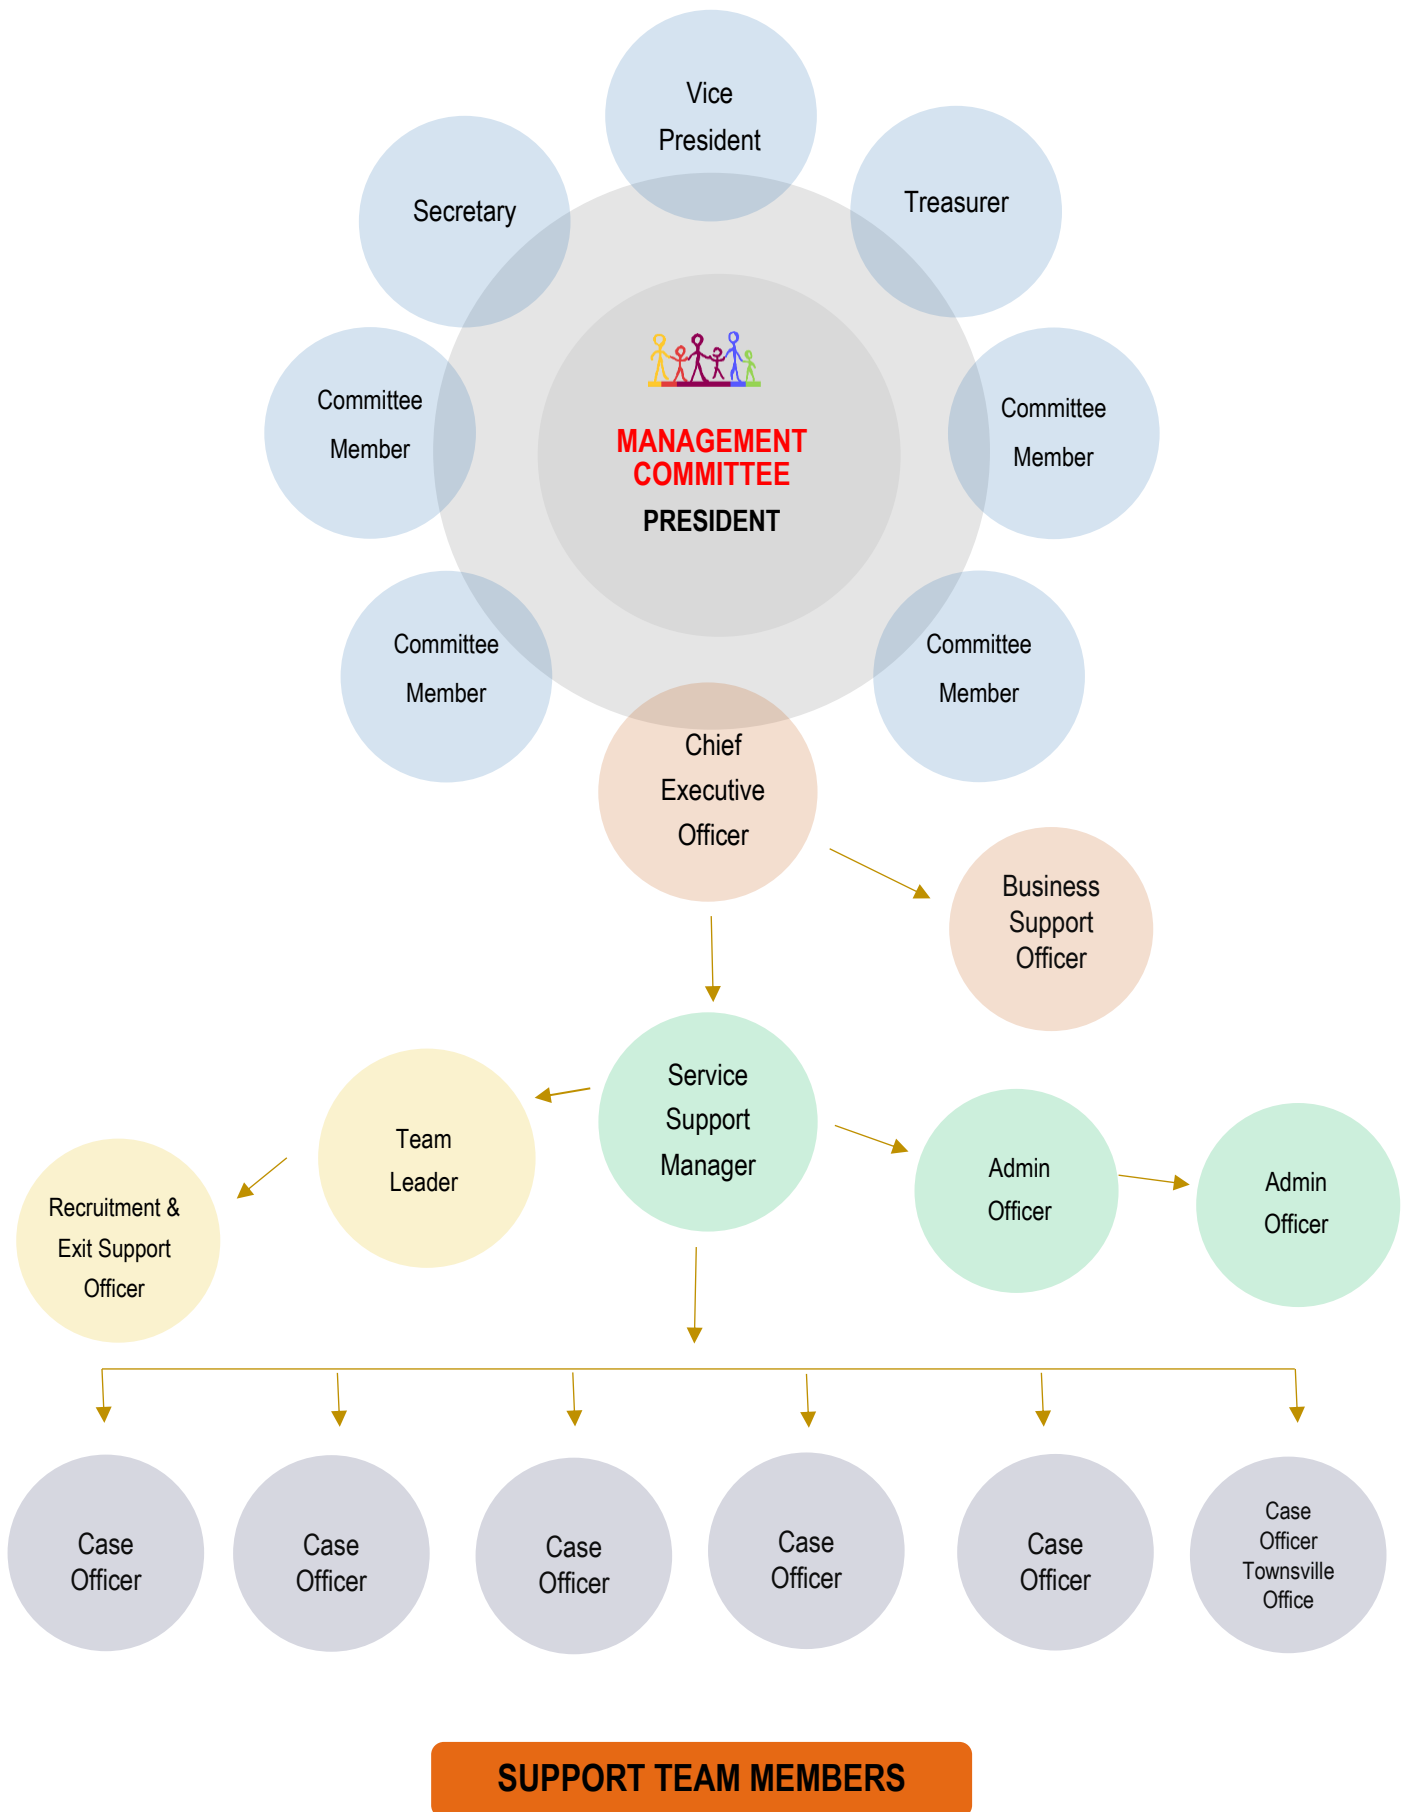 Vice
President
Secretary
Treasurer
Committee
Member
Committee
Member
MANAGEMENT
COMMITTEE
PRESIDENT
Committee
Member
Committee
Member
Chief
Executive
Officer
Business
Support
Officer
Service
Support
Manager
Team
Leader
Recruitment &
Exit Support
Officer
Admin
Officer
Admin
Officer
Case
Officer
Case
Officer
Case
Officer
Case
Officer
Case
Officer
Case
Officer
Townsville
Office
SUPPORT TEAM MEMBERS